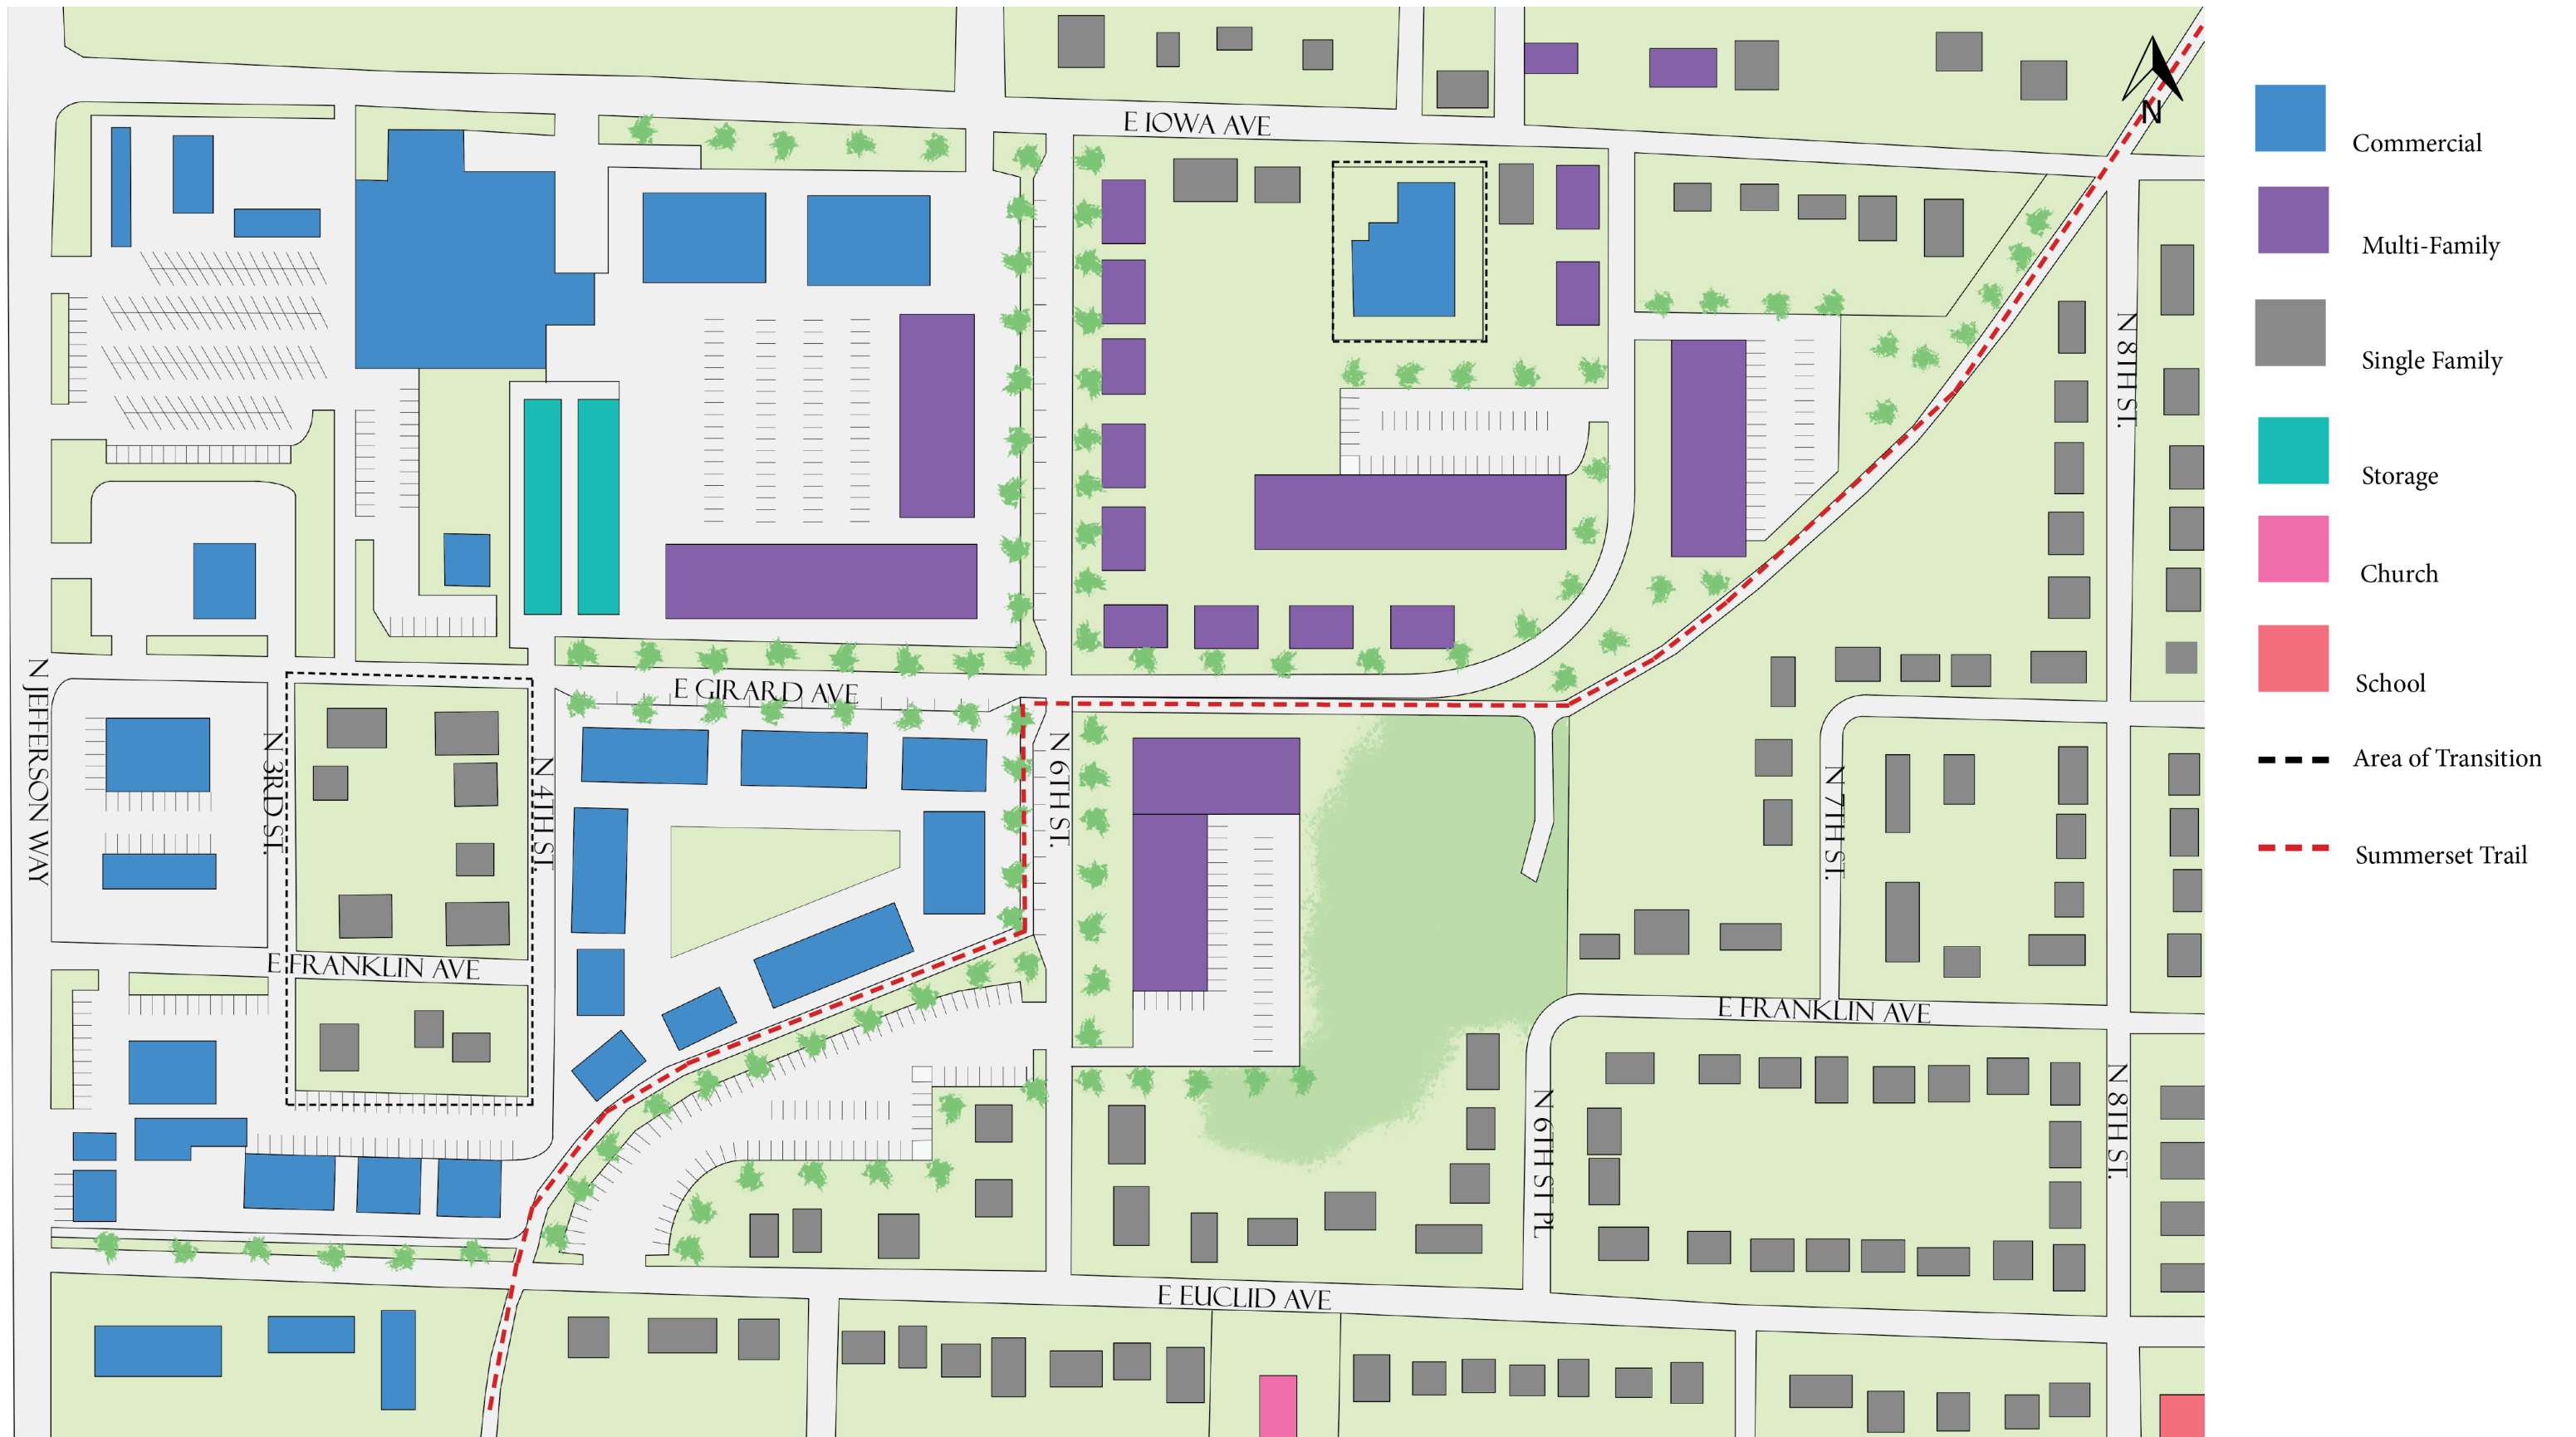 E IOWA AVE
N
N 8TH ST.
E GIRARD AVE
N JEFFERSON WAY
N 3RD ST.
N 4TH ST.
N 6TH ST.
N 7TH ST.
E FRANKLIN AVE
E FRANKLIN AVE
N 6TH ST PL
N 8TH ST.
E EUCLID AVE
Commercial
Multi-Family
Single Family
Storage
Church
School
Area of Transition
Summerset Trail